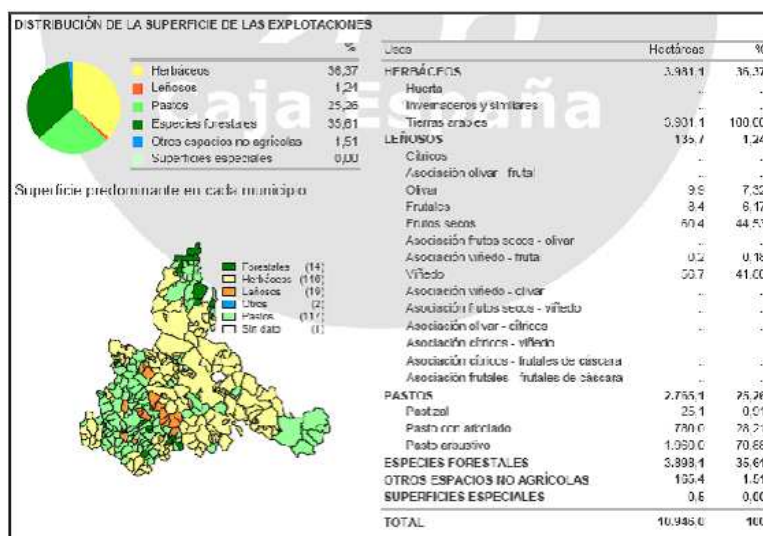 DISTRIBUCIÓN DE LA SUPERFICIE DE LAS EXPLOTACIONES
%
Herbáceos 36,37
Leñosos 1,24
Pastos 25,26
Especies forestales 35,61
Otros espacios no agrícolas 1,51
Superficies especiales 0,00
Caja España
Superficie predominante en cada municipio
Forestales (14)
Herbáceos (116)
Leñosos (19)
Otros (2)
Pastos (117)
Sin dato (1)
Usos Hectáreas %
HERBÁCEOS 3.981,1 36,37
Huerta .. ..
Invernaderos y similares .. ..
Tierras arables 3.981,1 100,00
LEÑOSOS 135,7 1,24
Cítricos .. ..
Asociación olivar - frutal .. ..
Olivar 9,9 7,32
Frutales 8,4 6,17
Frutos secos 60,4 44,53
Asociación frutos secos - olivar .. ..
Asociación viñedo - frutal 0,2 0,18
Viñedo 56,7
Asociación viñedo - olivar .. ..
Asociación frutos secos - viñedo .. ..
Asociación olivar - cítricos .. ..
Asociación cítricos - viñedo
Asociación cítricos - frutales de cáscara .. ..
Asociación frutales - frutales de cáscara .. ..
PASTOS 2.765,1 25,26
Pastizal 25,1 0,91
Pasto con arbolado 780,0 28,21
Pasto arbustivo 1.960,0 70,88
ESPECIES FORESTALES 3.898,1 35,61
OTROS ESPACIOS NO AGRÍCOLAS 165,4 1,51
SUPERFICIES ESPECIALES 0,5 0,00
TOTAL 10.946,0 100